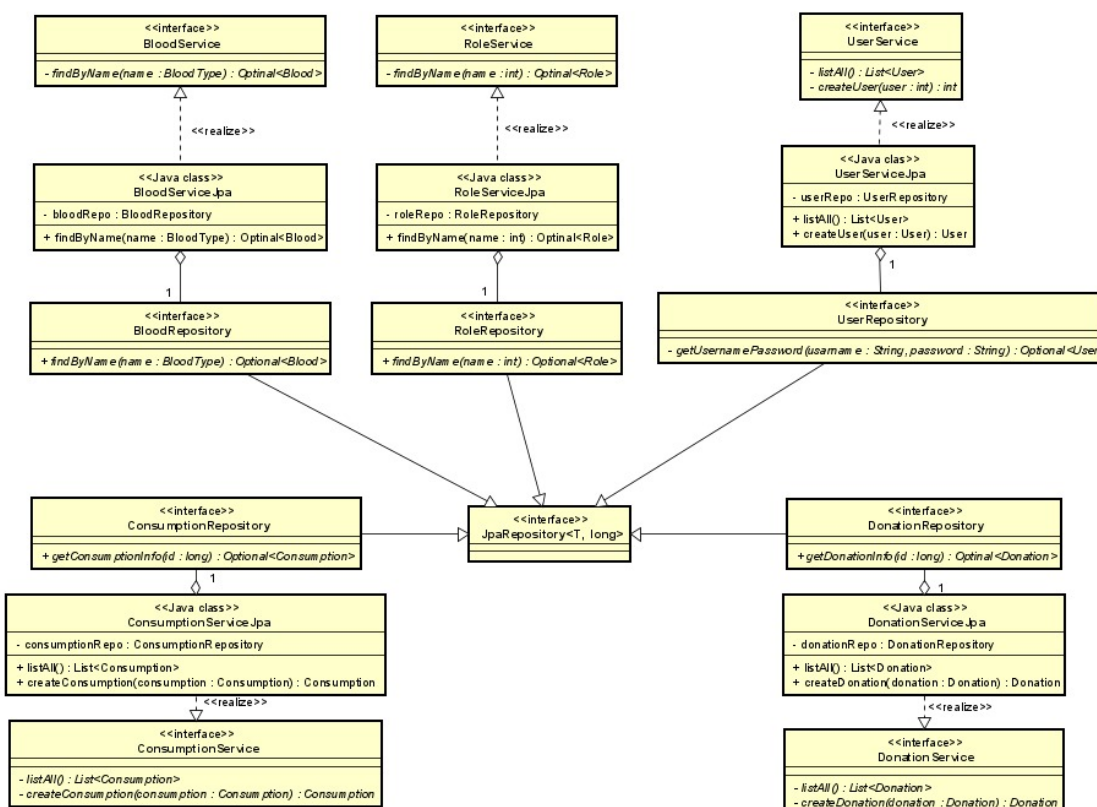 <<interface>>
BloodService
- findByName(name : BloodType) : Optinal<Blood>
<<realize>>
<<Java class>>
BloodServiceJpa
- bloodRepo : BloodRepository
+ findByName(name : BloodType) : Optinal<Blood>
1
<<interface>>
BloodRepository
+ findByName(name : BloodType) : Optional<Blood>
<<interface>>
RoleService
- findByName(name : int) : Optinal<Role>
<<realize>>
<<Java class>>
RoleServiceJpa
- roleRepo : RoleRepository
+ findByName(name : int) : Optinal<Role>
1
<<interface>>
RoleRepository
+ findByName(name : int) : Optional<Role>
<<interface>>
UserService
- listAll() : List<User>
- createUser(user : int) : int
<<realize>>
<<Java clas>>
UserServiceJpa
- userRepo : UserRepository
+ listAll() : List<User>
+ createUser(user : User) : User
1
<<interface>>
UserRepository
- getUsernamePassword(usarname : String, password : String) : Optional<User
<<interface>>
ConsumptionRepository
+ getConsumptionInfo(id : long) : Optional<Consumption>
1
<<Java class>>
ConsumptionServiceJpa
- consumptionRepo : ConsumptionRepository
+ listAll() : List<Consumption>
+ createConsumption(consumption : Consumption) : Consumption
<<realize>>
<<interface>>
ConsumptionService
- listAll() : List<Consumption>
- createConsumption(consumption : Consumption) : Consumption
<<interface>>
JpaRepository<T, long>
<<interface>>
DonationRepository
+ getDonationInfo(id : long) : Optinal<Donation>
1
<<Java class>>
DonationServiceJpa
- donationRepo : DonationRepository
+ listAll() : List<Donation>
+ createDonation(donation : Donation) : Donation
<<realize>>
<<interface>>
DonationService
- listAll() : List<Donation>
- createDonation(donation : Donation) : Donation